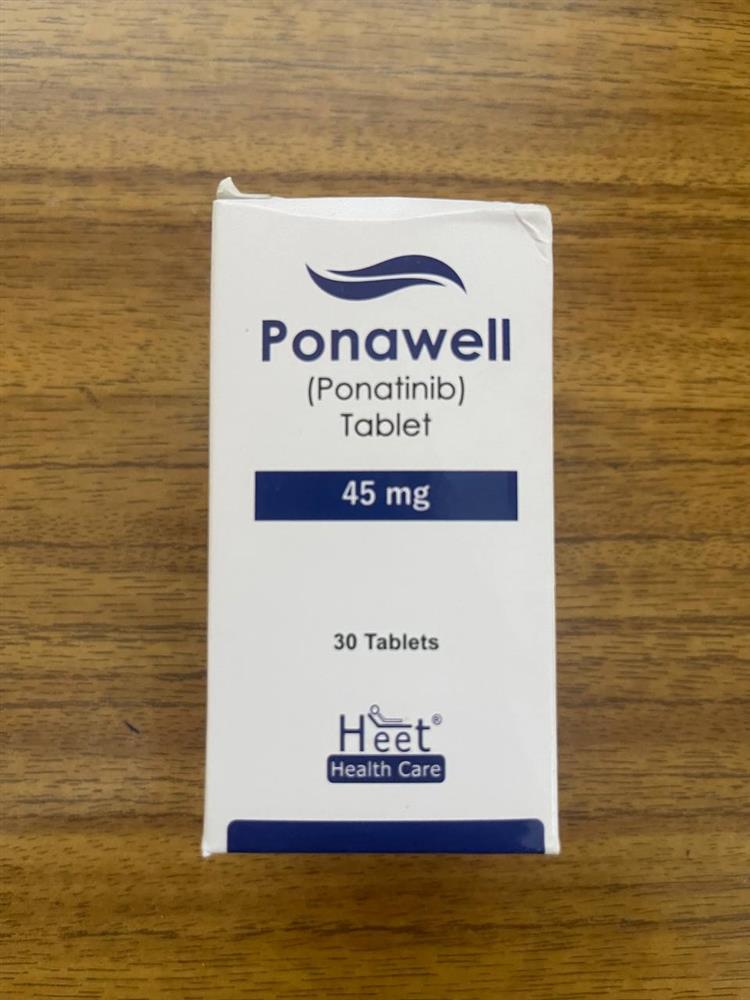 Ponawell
(Ponatinib)
Tablet
45 mg
30 Tablets
Heet®
Health Care